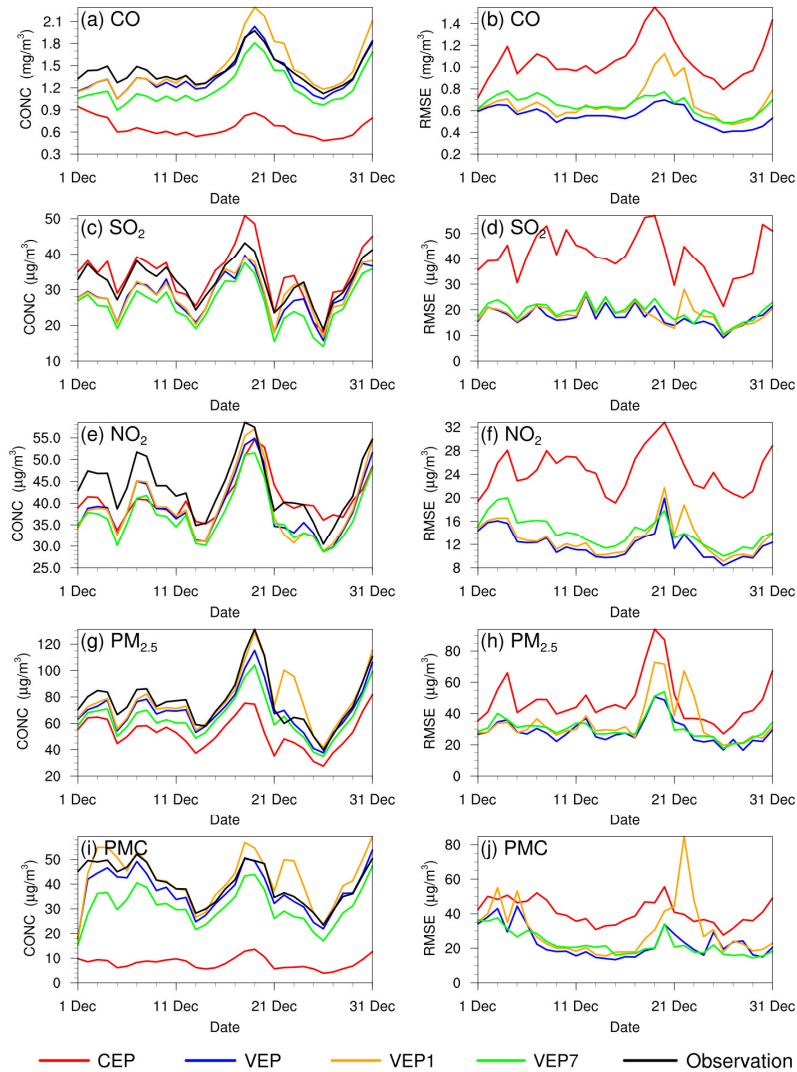 (a) CO
CONC (mg/m³)
2.1
1.8
1.5
1.2
0.9
0.6
0.3
1 Dec 11 Dec 21 Dec 31 Dec
Date
(b) CO
RMSE (mg/m³)
1.4
1.2
1.0
0.8
0.6
0.4
0.2
1 Dec 11 Dec 21 Dec 31 Dec
Date
(c) SO₂
CONC (µg/m³)
50
40
30
20
10
1 Dec 11 Dec 21 Dec 31 Dec
Date
(d) SO₂
RMSE (µg/m³)
50
40
30
20
10
0
1 Dec 11 Dec 21 Dec 31 Dec
Date
(e) NO₂
CONC (µg/m³)
55.0
50.0
45.0
40.0
35.0
30.0
25.0
1 Dec 11 Dec 21 Dec 31 Dec
Date
(f) NO₂
RMSE (µg/m³)
32
28
24
20
16
12
8
1 Dec 11 Dec 21 Dec 31 Dec
Date
(g) PM₂.₅
CONC (µg/m³)
120
100
80
60
40
20
1 Dec 11 Dec 21 Dec 31 Dec
Date
(h) PM₂.₅
RMSE (µg/m³)
80
60
40
20
0
1 Dec 11 Dec 21 Dec 31 Dec
Date
(i) PMC
CONC (µg/m³)
50
40
30
20
10
0
1 Dec 11 Dec 21 Dec 31 Dec
Date
(j) PMC
RMSE (µg/m³)
80
60
40
20
0
1 Dec 11 Dec 21 Dec 31 Dec
Date
CEP VEP VEP1 VEP7 Observation